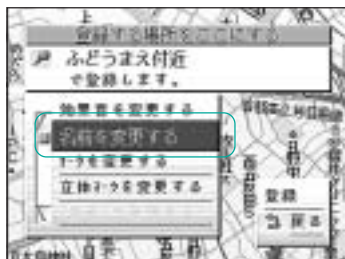 登録する場所をここにする
ふどうまえ付近
で登録します。
効果音を変更する
名前を変更する
マークを変更する
立体マークを変更する
登録
戻る